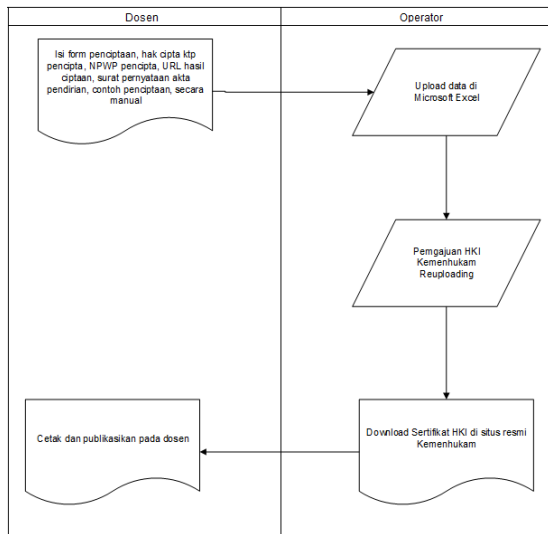 Dosen
Operator
Isi form penciptaan, hak cipta ktp
pencipta, NPWP pencipta, URL hasil
ciptaan, surat pernyataan akta
pendirian, contoh penciptaan, secara
manual
Upload data di
Microsoft Excel
Pemgajuan HKI
Kemenhukam
Reuploading
Download Sertifikat HKI di situs resmi
Kemenhukam
Cetak dan publikasikan pada dosen